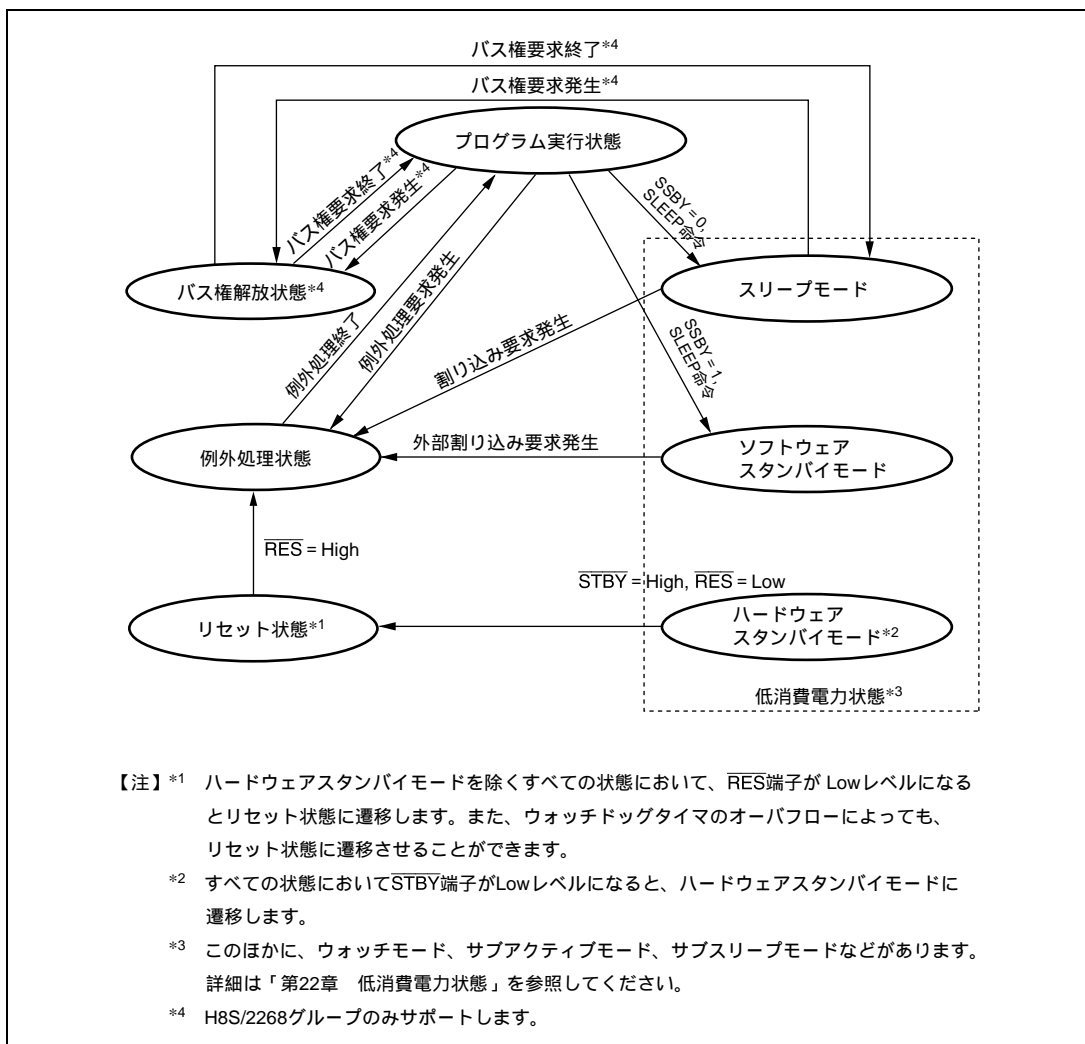 バス権要求終了*4
バス権要求発生*4
プログラム実行状態
バス権要求終了*4
バス権要求発生*4
SSBY = 0,
SLEEP命令
バス権解放状態*4
スリープモード
例外処理終了
例外処理要求発生
割り込み要求発生
SSBY = 1,
SLEEP命令
例外処理状態
外部割り込み要求発生
ソフトウェア
スタンバイモード
RES = High
STBY = High, RES = Low
リセット状態*1
ハードウェア
スタンバイモード*2
低消費電力状態*3
【注】*1 ハードウェアスタンバイモードを除くすべての状態において、RES端子が Lowレベルになる
とリセット状態に遷移します。また、ウォッチドッグタイマのオーバフローによっても、
リセット状態に遷移させることができます。
*2 すべての状態においてSTBY端子がLowレベルになると、ハードウェアスタンバイモードに
遷移します。
*3 このほかに、ウォッチモード、サブアクティブモード、サブスリープモードなどがあります。
詳細は「第22章 低消費電力状態」を参照してください。
*4 H8S/2268グループのみサポートします。